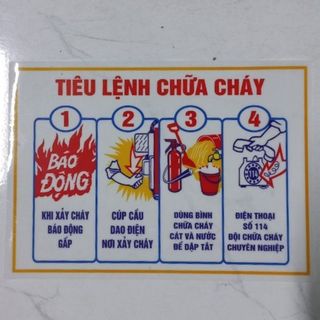 TIÊU LỆNH CHỮA CHÁY
1
BÁO
ĐỘNG
KHI XẢY CHÁY
BÁO ĐỘNG
GẤP
2
CÚP CẦU
DAO ĐIỆN
NƠI XẢY CHÁY
3
DÙNG BÌNH
CHỮA CHÁY
CÁT VÀ NƯỚC
ĐỂ DẬP TẮT
4
114
ĐIỆN THOẠI
SỐ 114
ĐỘI CHỮA CHÁY
CHUYÊN NGHIỆP